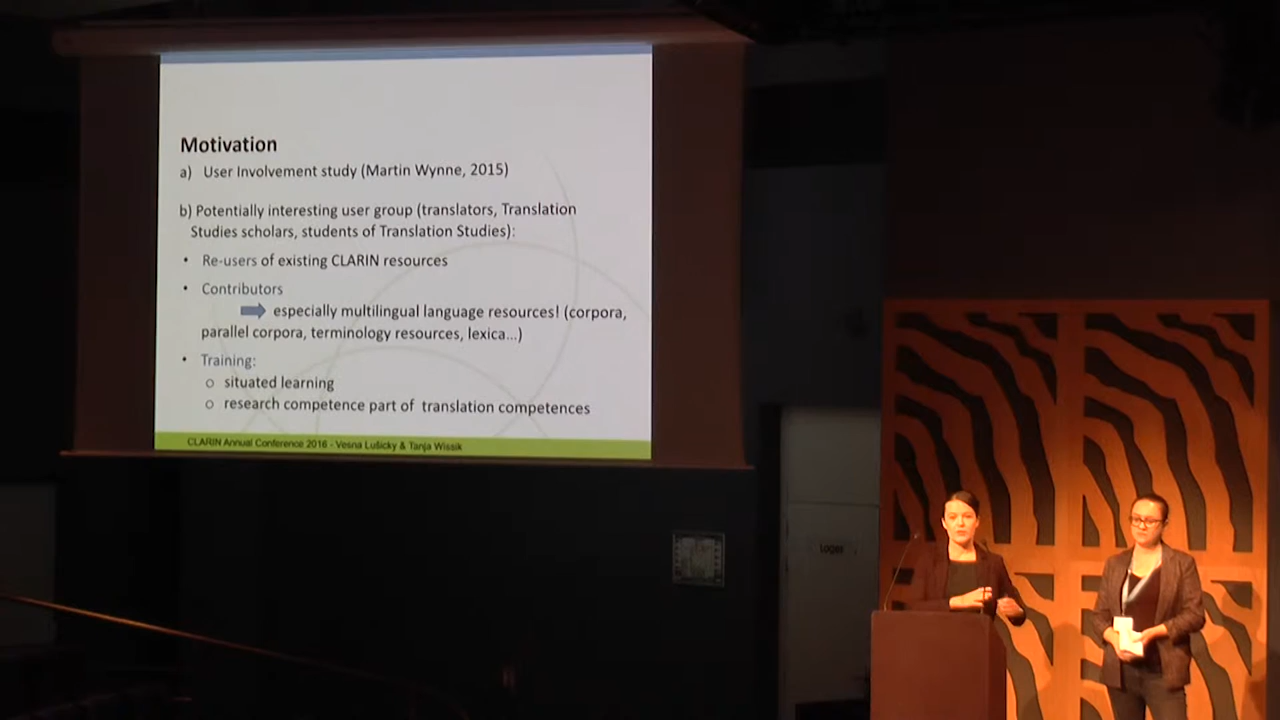 Motivation
a) User Involvement study (Martin Wynne, 2015)
b) Potentially interesting user group (translators, Translation
Studies scholars, students of Translation Studies):
• Re-users of existing CLARIN resources
• Contributors
especially multilingual language resources! (corpora,
parallel corpora, terminology resources, lexica...)
• Training:
o situated learning
o research competence part of translation competences
CLARIN Annual Conference 2016 - Vesna Lušicky & Tanja Wissik
Loges